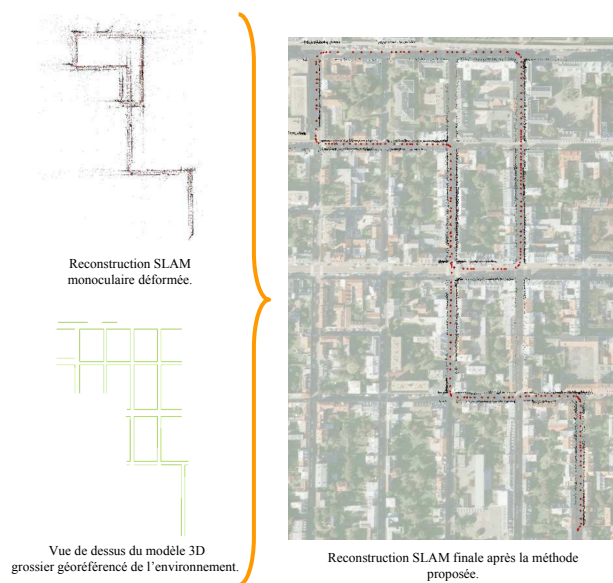 Reconstruction SLAM
monoculaire déformée.
Vue de dessus du modèle 3D
grossier géoréférencé de l'environnement.
Reconstruction SLAM finale après la méthode
proposée.